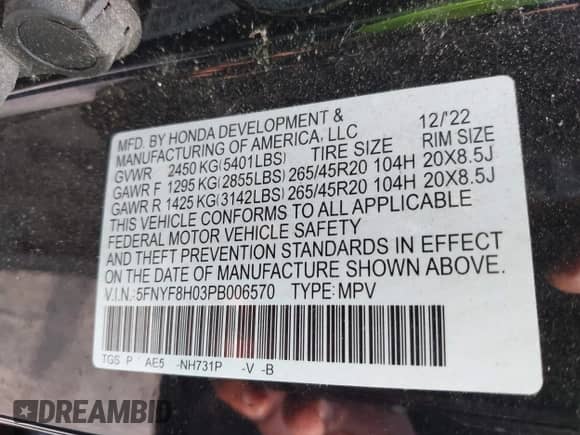 MFD. BY HONDA DEVELOPMENT & 12/'22
MANUFACTURING OF AMERICA, LLC
GVWR 2450 KG(5401LBS) TIRE SIZE RIM SIZE
GAWR F 1295 KG(2855LBS) 265/45R20 104H 20X8.5J
GAWR R 1425 KG(3142LBS) 265/45R20 104H 20X8.5J
THIS VEHICLE CONFORMS TO ALL APPLICABLE
FEDERAL MOTOR VEHICLE SAFETY
AND THEFT PREVENTION STANDARDS IN EFFECT
ON THE DATE OF MANUFACTURE SHOWN ABOVE.
V.I.N.:5FNYF8H03PB006570 TYPE:MPV
TGS P AE5 -NH731P -V -B
DREAMBID